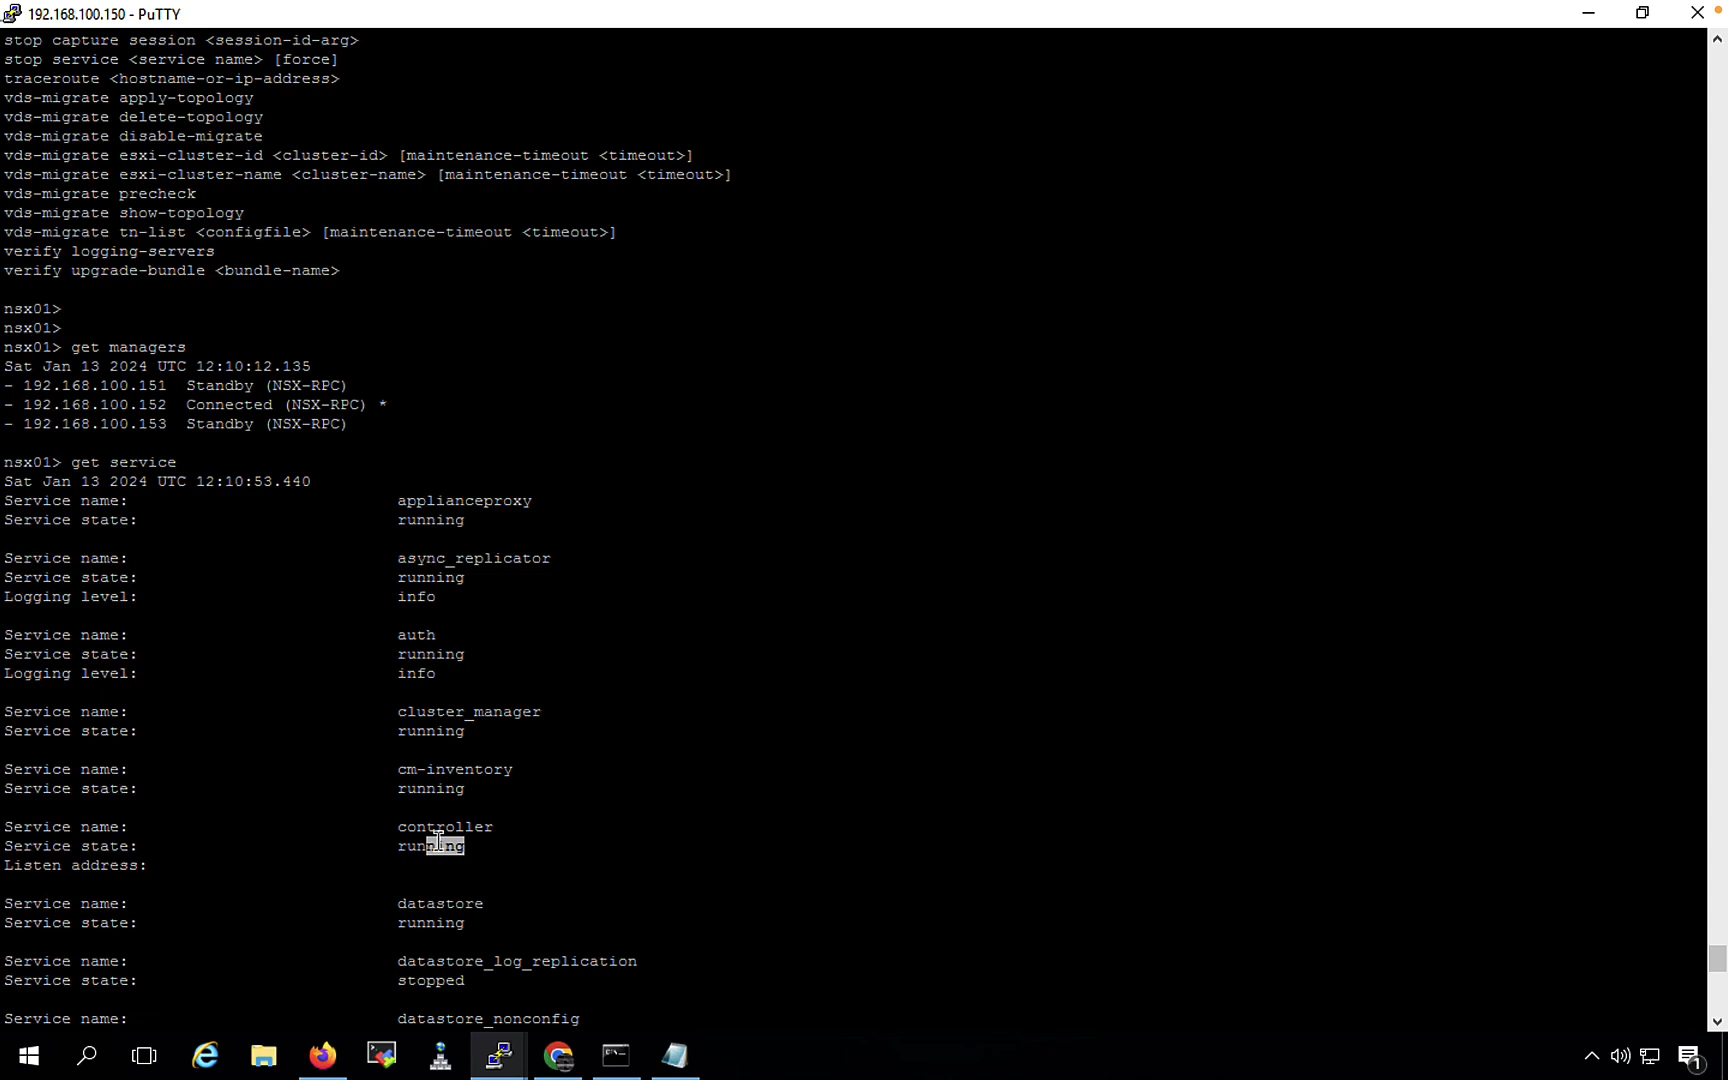 192.168.100.150 - PuTTY
stop capture session <session-id-arg>
stop service <service name> [force]
traceroute <hostname-or-ip-address>
vds-migrate apply-topology
vds-migrate delete-topology
vds-migrate disable-migrate
vds-migrate esxi-cluster-id <cluster-id> [maintenance-timeout <timeout>]
vds-migrate esxi-cluster-name <cluster-name> [maintenance-timeout <timeout>]
vds-migrate precheck
vds-migrate show-topology
vds-migrate tn-list <configfile> [maintenance-timeout <timeout>]
verify logging-servers
verify upgrade-bundle <bundle-name>
nsx01>
nsx01>
nsx01> get managers
Sat Jan 13 2024 UTC 12:10:12.135
- 192.168.100.151  Standby (NSX-RPC)
- 192.168.100.152  Connected (NSX-RPC) *
- 192.168.100.153  Standby (NSX-RPC)
nsx01> get service
Sat Jan 13 2024 UTC 12:10:53.440
Service name: applianceproxy
Service state: running
Service name: async_replicator
Service state: running
Logging level: info
Service name: auth
Service state: running
Logging level: info
Service name: cluster_manager
Service state: running
Service name: cm-inventory
Service state: running
Service name: controller
Service state: running
Listen address:
Service name: datastore
Service state: running
Service name: datastore_log_replication
Service state: stopped
Service name: datastore_nonconfig
1